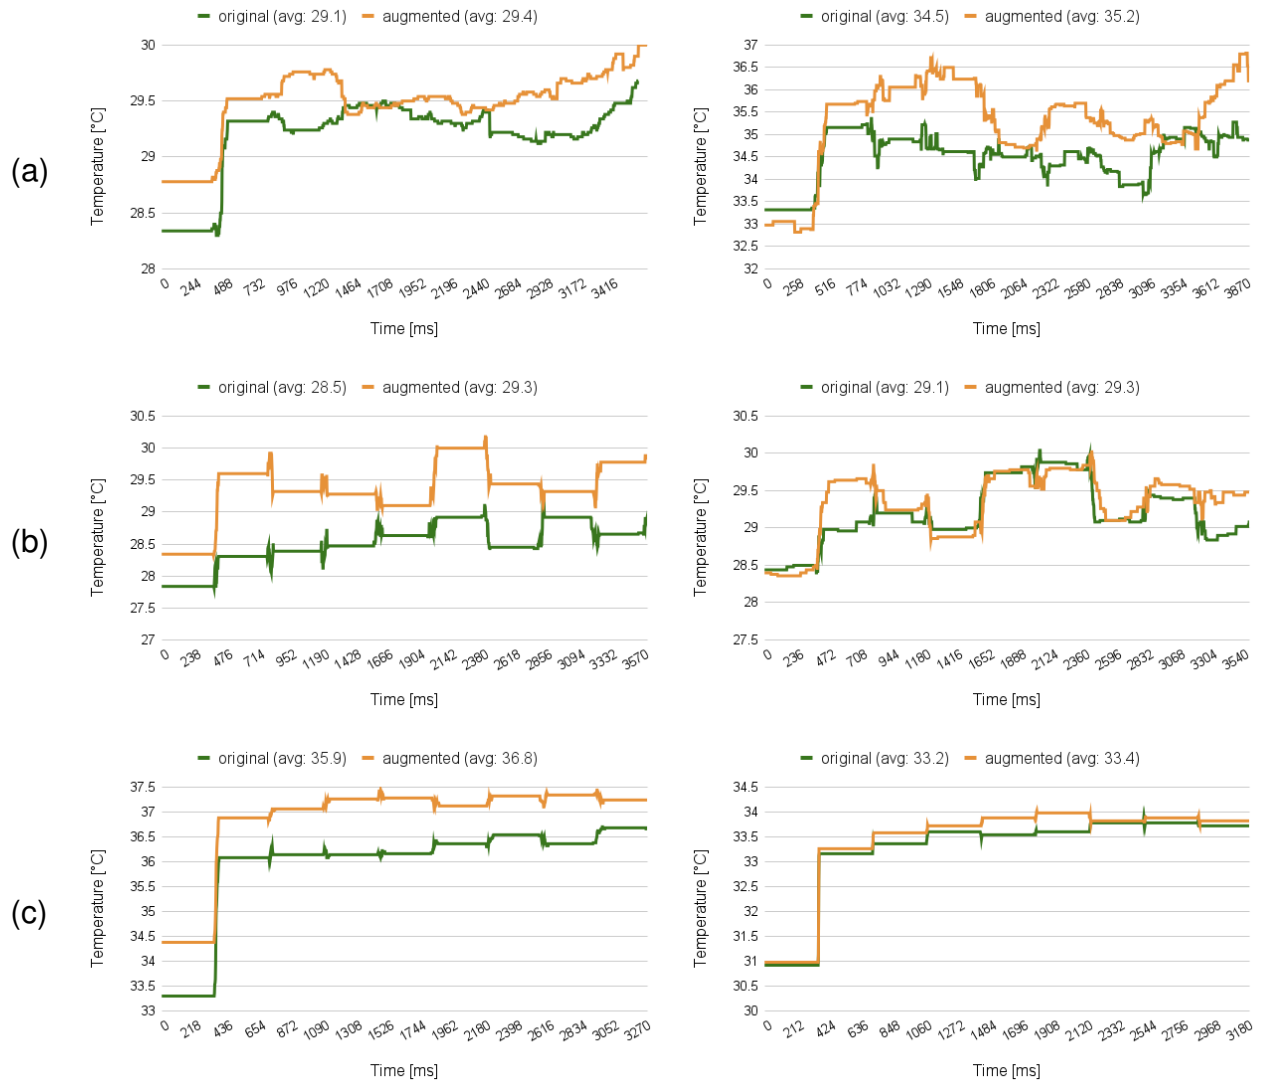 original (avg: 29.1) augmented (avg: 29.4)
30
29.5
29
28.5
28
Temperature [°C]
0 244 488 732 976 1220 1464 1708 1952 2196 2440 2684 2928 3172 3416
Time [ms]
(a)
original (avg: 34.5) augmented (avg: 35.2)
37
36.5
36
35.5
35
34.5
34
33.5
33
32.5
32
Temperature [°C]
0 258 516 774 1032 1290 1548 1806 2064 2322 2580 2838 3096 3354 3612 3870
Time [ms]
original (avg: 28.5) augmented (avg: 29.3)
30.5
30
29.5
29
28.5
28
27.5
27
Temperature [°C]
0 238 476 714 952 1190 1428 1666 1904 2142 2380 2618 2856 3094 3332 3570
Time [ms]
(b)
original (avg: 29.1) augmented (avg: 29.3)
30.5
30
29.5
29
28.5
28
27.5
Temperature [°C]
0 236 472 708 944 1180 1416 1652 1888 2124 2360 2596 2832 3068 3304 3540
Time [ms]
original (avg: 35.9) augmented (avg: 36.8)
37.5
37
36.5
36
35.5
35
34.5
34
33.5
33
Temperature [°C]
0 218 436 654 872 1090 1308 1526 1744 1962 2180 2398 2616 2834 3052 3270
Time [ms]
(c)
original (avg: 33.2) augmented (avg: 33.4)
34.5
34
33.5
33
32.5
32
31.5
31
30.5
30
Temperature [°C]
0 212 424 636 848 1060 1272 1484 1696 1908 2120 2332 2544 2756 2968 3180
Time [ms]